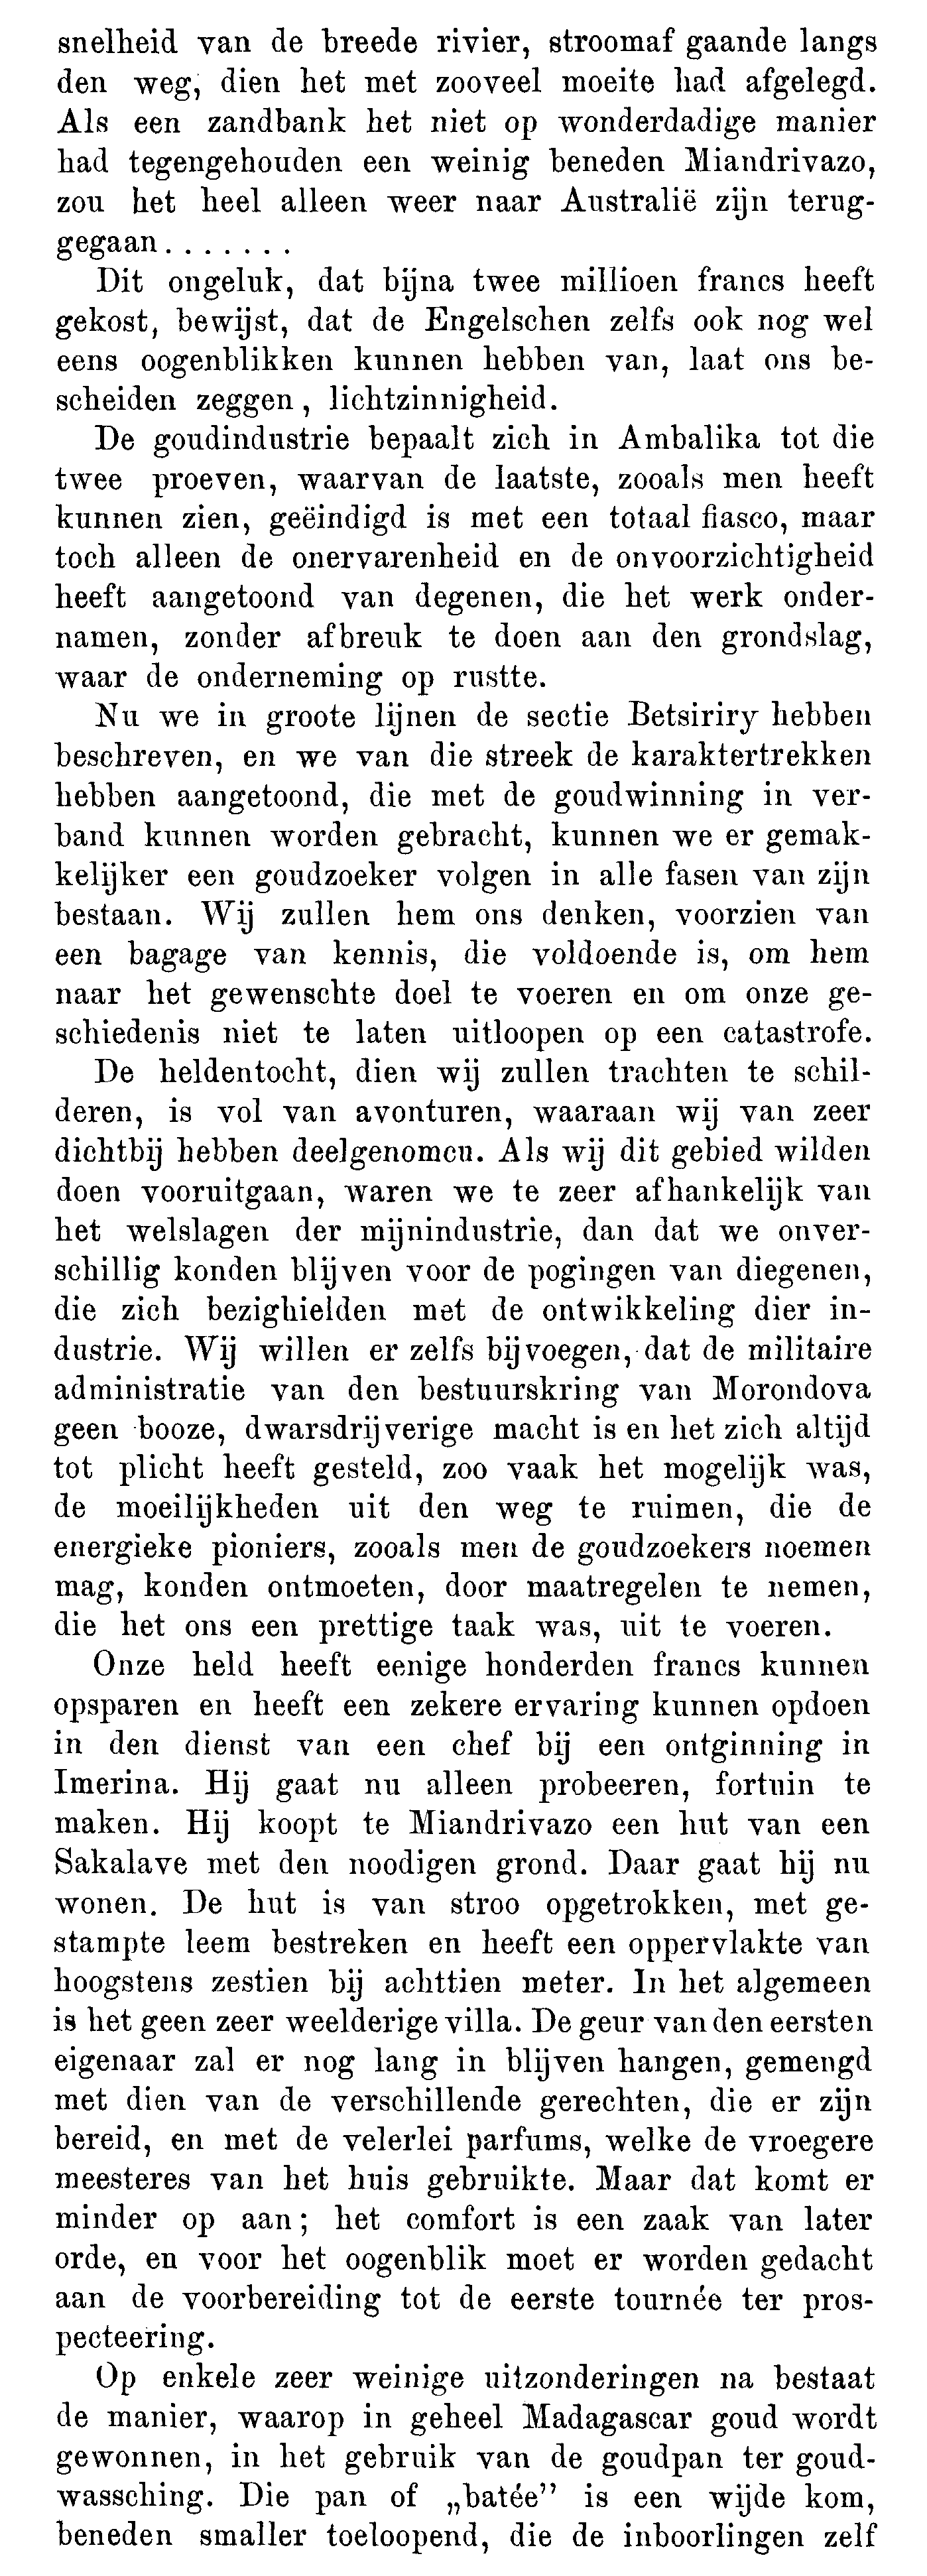 snelheid van de breede rivier, stroomaf gaande langs
den weg, dien het met zooveel moeite had afgelegd.
Als een zandbank het niet op wonderdadige manier
had tegengehouden een weinig beneden Miandrivazo,
zou het heel alleen weer naar Australië zijn terug-
gegaan.......
Dit ongeluk, dat bijna twee millioen francs heeft
gekost, bewijst, dat de Engelschen zelfs ook nog wel
eens oogenblikken kunnen hebben van, laat ons be-
scheiden zeggen, lichtzinnigheid.
De goudindustrie bepaalt zich in Ambalika tot die
twee proeven, waarvan de laatste, zooals men heeft
kunnen zien, geëindigd is met een totaal fiasco, maar
toch alleen de onervarenheid en de onvoorzichtigheid
heeft aangetoond van degenen, die het werk onder-
namen, zonder afbreuk te doen aan den grondslag,
waar de onderneming op rustte.
Nu we in groote lijnen de sectie Betsiriry hebben
beschreven, en we van die streek de karaktertrekken
hebben aangetoond, die met de goudwinning in ver-
band kunnen worden gebracht, kunnen we er gemak-
kelijker een goudzoeker volgen in alle fasen van zijn
bestaan. Wij zullen hem ons denken, voorzien van
een bagage van kennis, die voldoende is, om hem
naar het gewenschte doel te voeren en om onze ge-
schiedenis niet te laten uitloopen op een catastrofe.
De heldentocht, dien wij zullen trachten te schil-
deren, is vol van avonturen, waaraan wij van zeer
dichtbij hebben deelgenomen. Als wij dit gebied wilden
doen vooruitgaan, waren we te zeer afhankelijk van
het welslagen der mijnindustrie, dan dat we onver-
schillig konden blijven voor de pogingen van diegenen,
die zich bezighielden met de ontwikkeling dier in-
dustrie. Wij willen er zelfs bijvoegen, dat de militaire
administratie van den bestuurskring van Morondova
geen booze, dwarsdrijverige macht is en het zich altijd
tot plicht heeft gesteld, zoo vaak het mogelijk was,
de moeilijkheden uit den weg te ruimen, die de
energieke pioniers, zooals men de goudzoekers noemen
mag, konden ontmoeten, door maatregelen te nemen,
die het ons een prettige taak was, uit te voeren.
Onze held heeft eenige honderden francs kunnen
opsparen en heeft een zekere ervaring kunnen opdoen
in den dienst van een chef bij een ontginning in
Imerina. Hij gaat nu alleen probeeren, fortuin te
maken. Hij koopt te Miandrivazo een hut van een
Sakalave met den noodigen grond. Daar gaat hij nu
wonen. De hut is van stroo opgetrokken, met ge-
stampte leem bestreken en heeft een oppervlakte van
hoogstens zestien bij achttien meter. In het algemeen
is het geen zeer weelderige villa. De geur van den eersten
eigenaar zal er nog lang in blijven hangen, gemengd
met dien van de verschillende gerechten, die er zijn
bereid, en met de velerlei parfums, welke de vroegere
meesteres van het huis gebruikte. Maar dat komt er
minder op aan; het comfort is een zaak van later
orde, en voor het oogenblik moet er worden gedacht
aan de voorbereiding tot de eerste tournée ter pros-
pecteering.
Op enkele zeer weinige uitzonderingen na bestaat
de manier, waarop in geheel Madagascar goud wordt
gewonnen, in het gebruik van de goudpan ter goud-
wassching. Die pan of „batée” is een wijde kom,
beneden smaller toeloopend, die de inboorlingen zelf